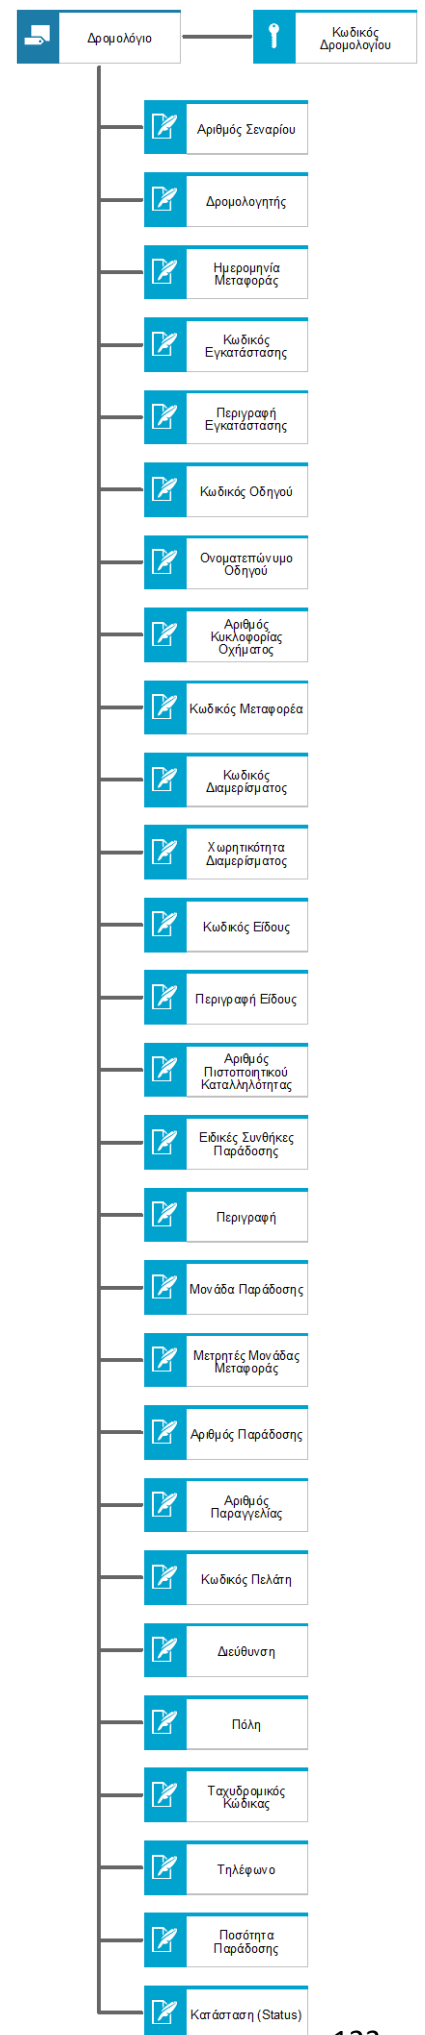 Δρομολόγιο
Κωδικός
Δρομολογίου
Αριθμός Σεναρίου
Δρομολογητής
Ημερομηνία
Μεταφοράς
Κωδικός
Εγκατάστασης
Περιγραφή
Εγκατάστασης
Κωδικός Οδηγού
Ονοματεπώνυμο
Οδηγού
Αριθμός
Κυκλοφορίας
Οχήματος
Κωδικός Μεταφορέα
Κωδικός
Διαμερίσματος
Χωρητικότητα
Διαμερίσματος
Κωδικός Είδους
Περιγραφή Είδους
Αριθμός
Πιστοποιητικού
Καταλληλότητας
Ειδικές Συνθήκες
Παράδοσης
Περιγραφή
Μονάδα Παράδοσης
Μετρητές Μονάδας
Μεταφοράς
Αριθμός Παράδοσης
Αριθμός
Παραγγελίας
Κωδικός Πελάτη
Διεύθυνση
Πόλη
Ταχυδρομικός
Κώδικας
Τηλέφωνο
Ποσότητα
Παράδοσης
Κατάσταση (Status)